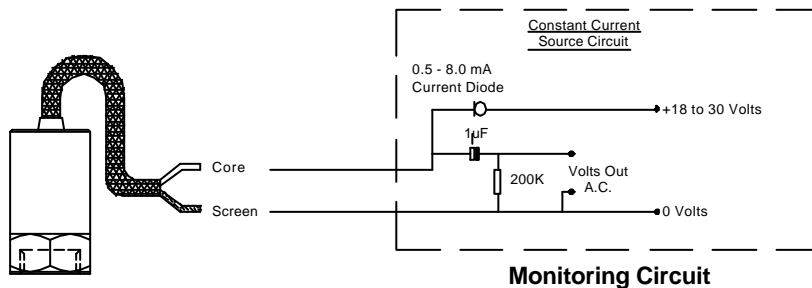 Constant Current
Source Circuit
0.5 - 8.0 mA
Current Diode
+18 to 30 Volts
1µF
Core
200K
Volts Out
A.C.
Screen
0 Volts
Monitoring Circuit